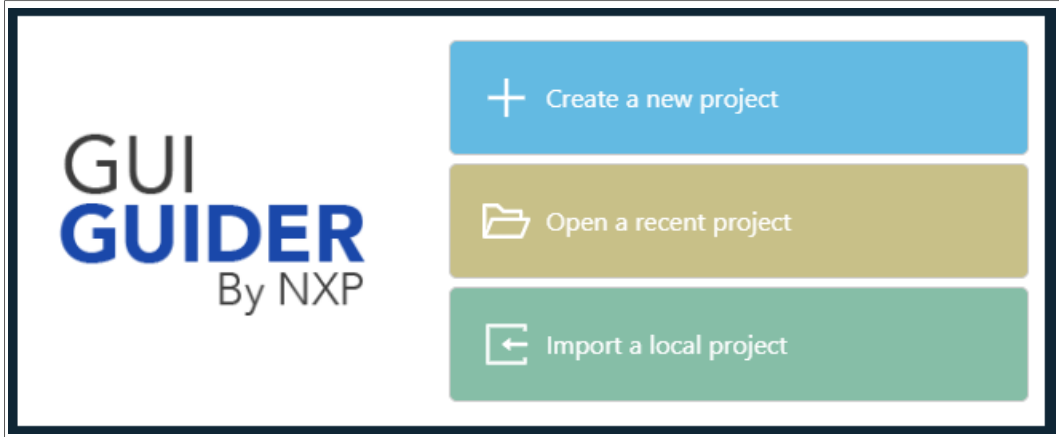 GUI
GUIDER
By NXP
Create a new project
Open a recent project
Import a local project